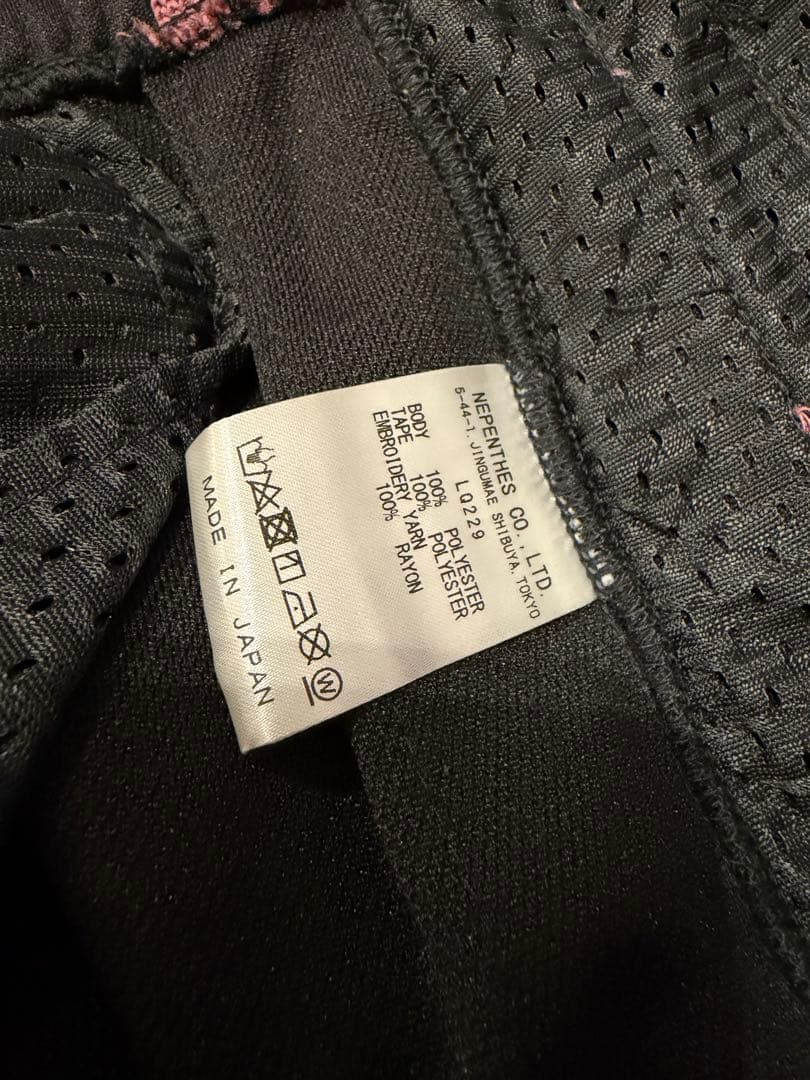 NEPENTHES CO., LTD.
5-44-1, JINGUMAE SHIBUYA, TOKYO
LQ229
BODY 100% POLYESTER
TAPE 100% POLYESTER
EMBROIDERY YARN
100% RAYON
W
MADE IN JAPAN